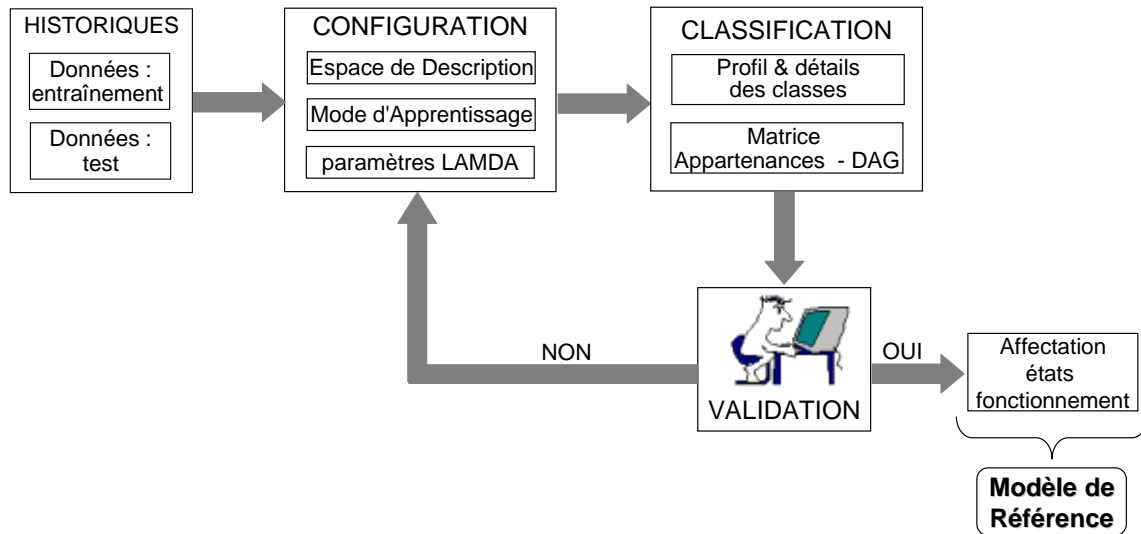 HISTORIQUES
Données :
entraînement
Données :
test
CONFIGURATION
Espace de Description
Mode d'Apprentissage
paramètres LAMDA
CLASSIFICATION
Profil & détails
des classes
Matrice
Appartenances - DAG
NON
VALIDATION
OUI
Affectation
états
fonctionnement
Modèle de
Référence